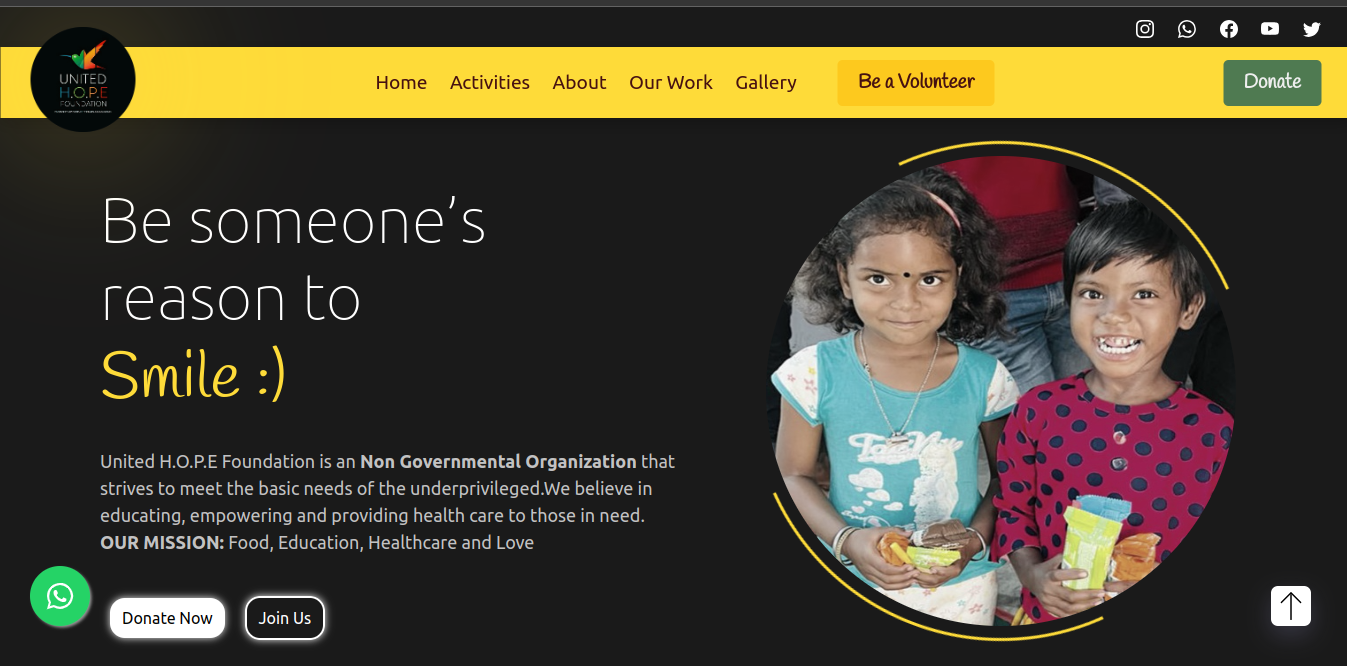 UNITED
H.O.P.E
FOUNDATION
Home Activities About Our Work Gallery Be a Volunteer Donate
Be someone’s
reason to
Smile :)
United H.O.P.E Foundation is an Non Governmental Organization that
strives to meet the basic needs of the underprivileged.We believe in
educating, empowering and providing health care to those in need.
OUR MISSION: Food, Education, Healthcare and Love
Donate Now Join Us